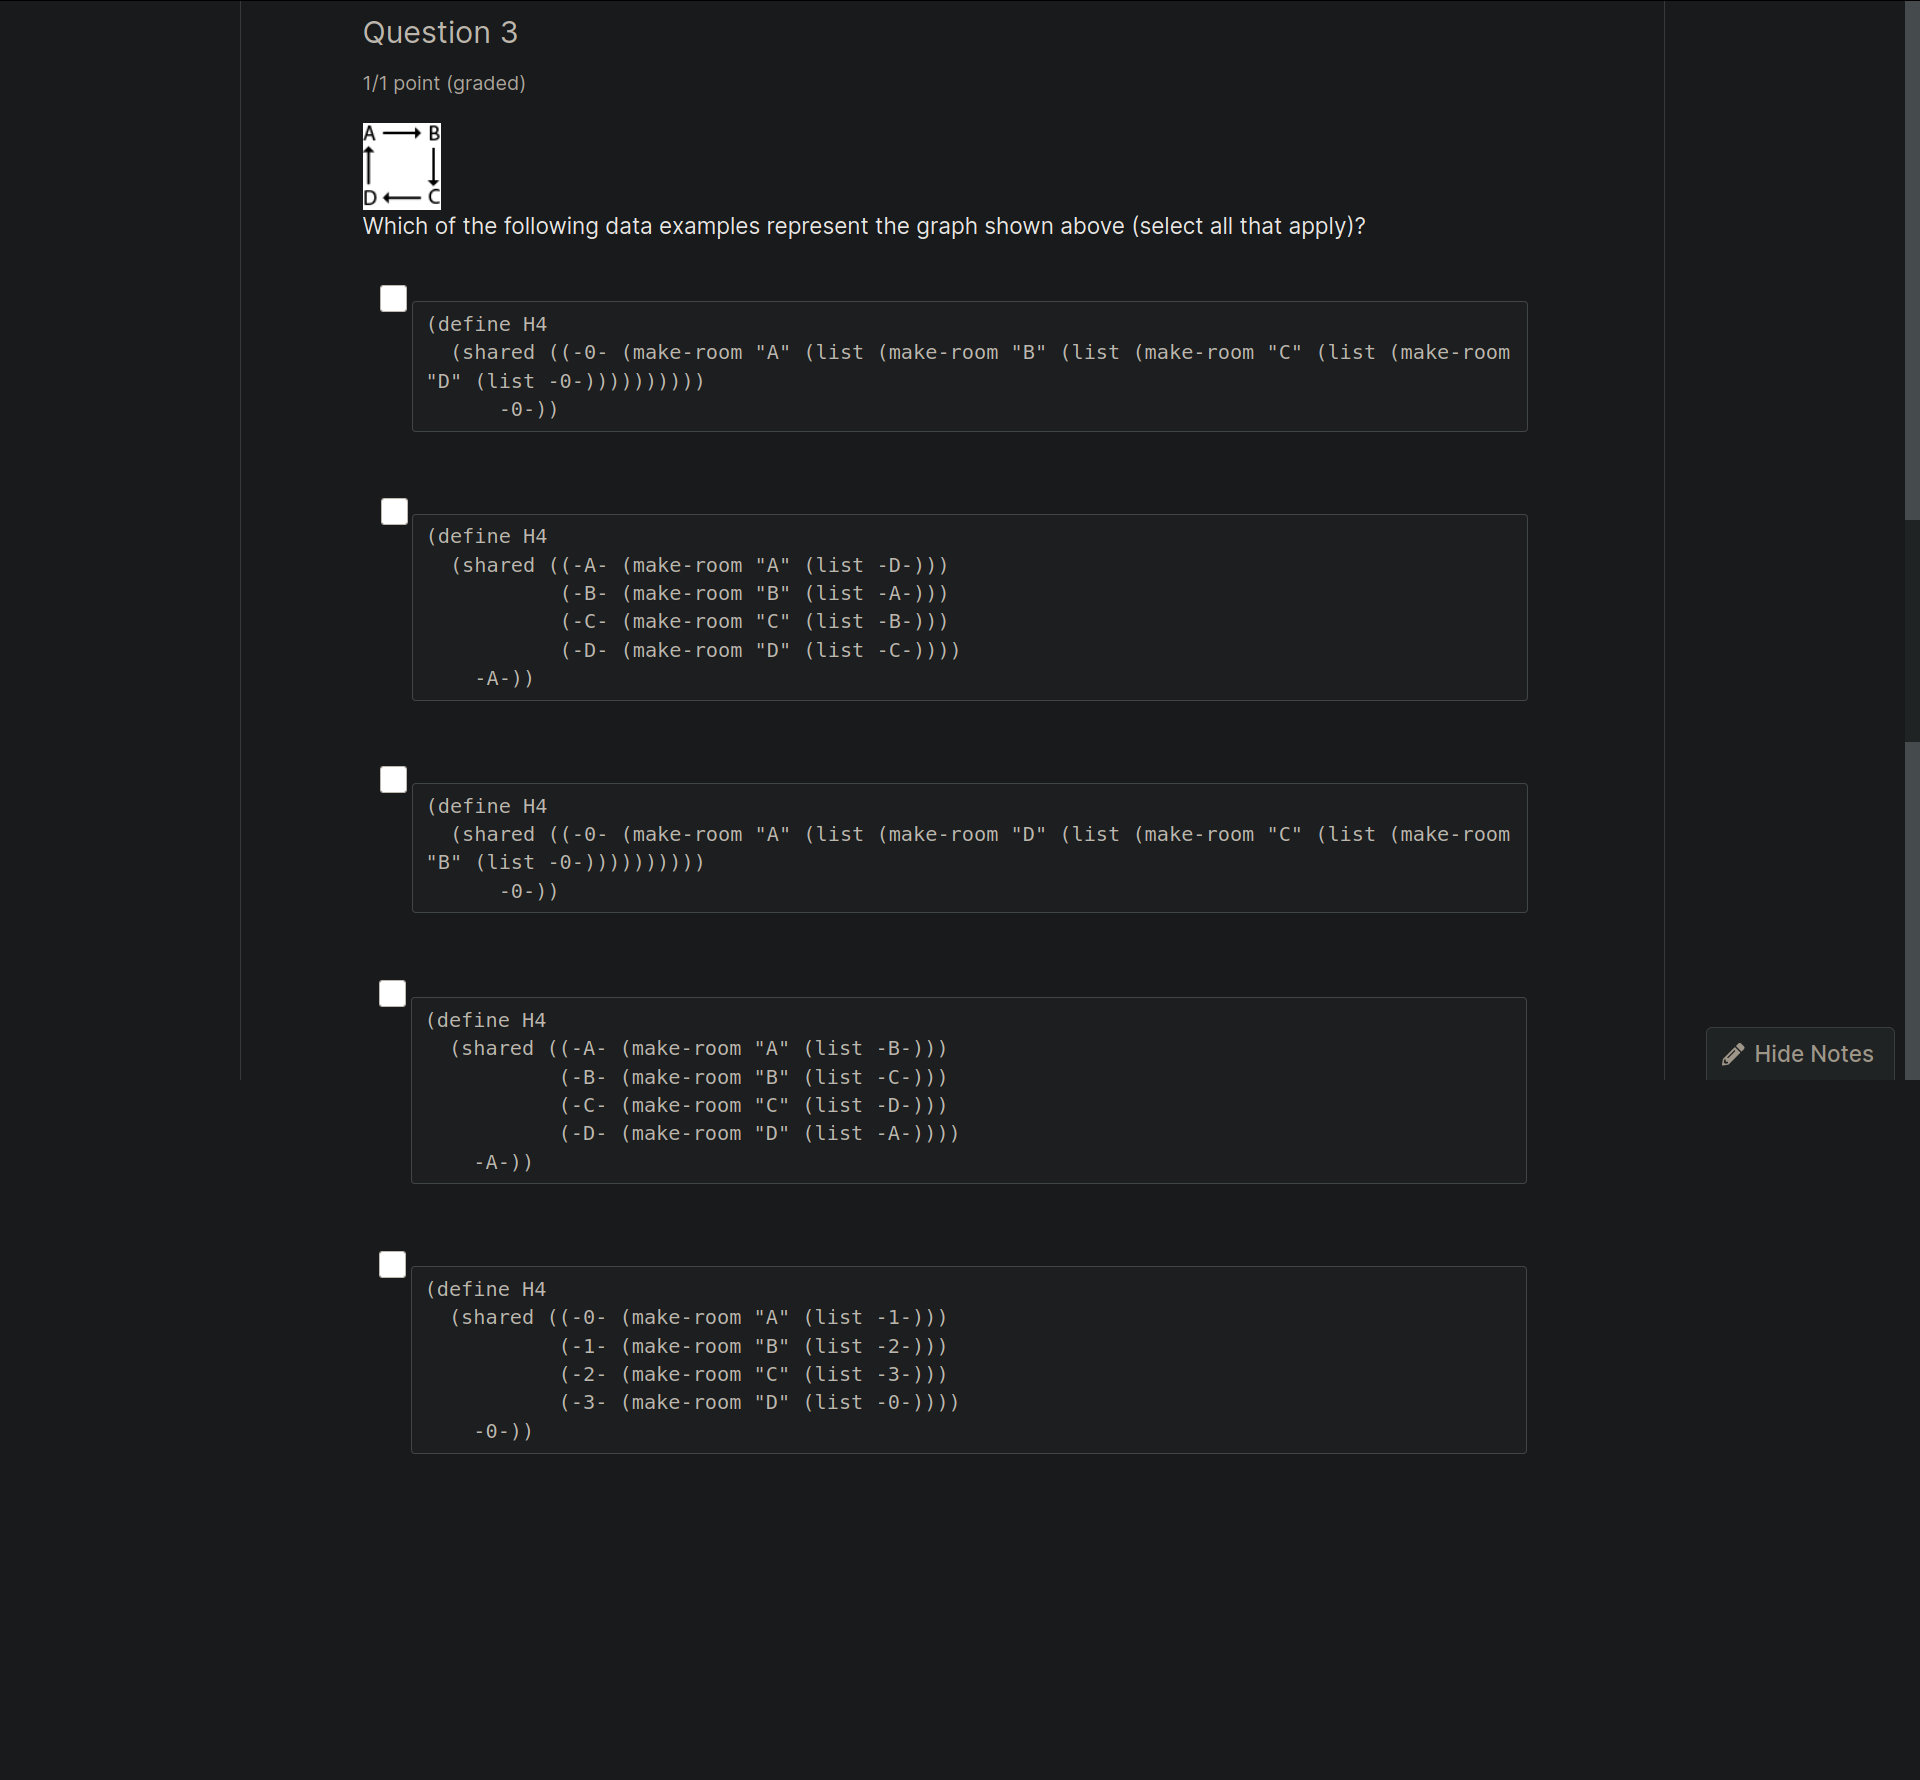 Question 3
1/1 point (graded)
A → B
↑ ↓
D ← C
Which of the following data examples represent the graph shown above (select all that apply)?
(define H4
  (shared ((-0- (make-room "A" (list (make-room "B" (list (make-room "C" (list (make-room
"D" (list -0-))))))))))
      -0-))
(define H4
  (shared ((-A- (make-room "A" (list -D-)))
           (-B- (make-room "B" (list -A-)))
           (-C- (make-room "C" (list -B-)))
           (-D- (make-room "D" (list -C-))))
    -A-))
(define H4
  (shared ((-0- (make-room "A" (list (make-room "D" (list (make-room "C" (list (make-room
"B" (list -0-))))))))))
      -0-))
(define H4
  (shared ((-A- (make-room "A" (list -B-)))
           (-B- (make-room "B" (list -C-)))
           (-C- (make-room "C" (list -D-)))
           (-D- (make-room "D" (list -A-))))
    -A-))
Hide Notes
(define H4
  (shared ((-0- (make-room "A" (list -1-)))
           (-1- (make-room "B" (list -2-)))
           (-2- (make-room "C" (list -3-)))
           (-3- (make-room "D" (list -0-))))
    -0-))